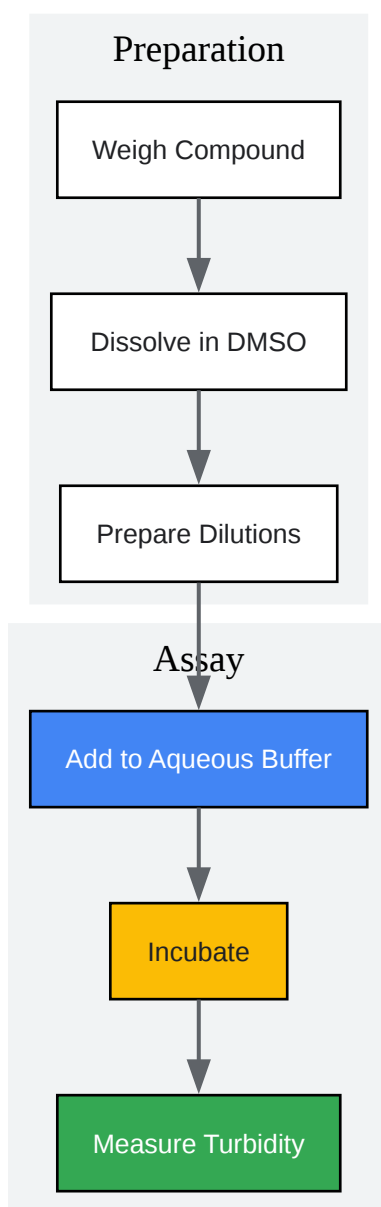 Preparation
Weigh Compound
Dissolve in DMSO
Prepare Dilutions
Assay
Add to Aqueous Buffer
Incubate
Measure Turbidity